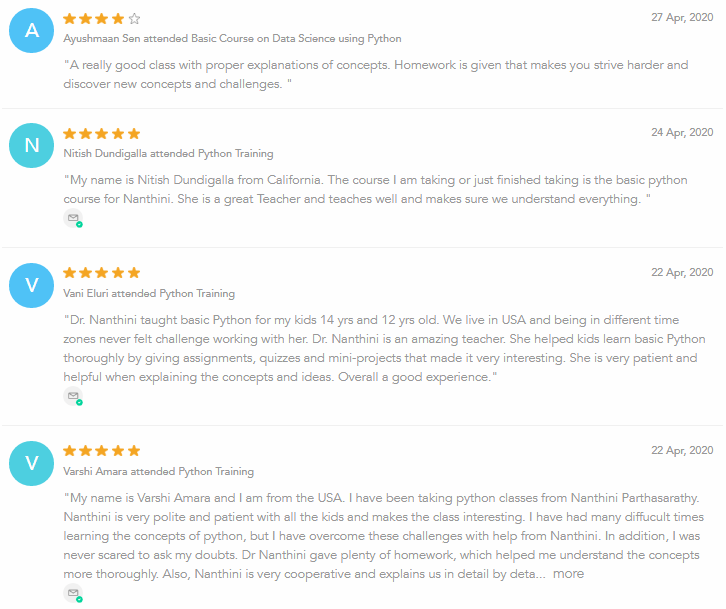 A
27 Apr, 2020
Ayushmaan Sen attended Basic Course on Data Science using Python
"A really good class with proper explanations of concepts. Homework is given that makes you strive harder and
discover new concepts and challenges. "
N
24 Apr, 2020
Nitish Dundigalla attended Python Training
"My name is Nitish Dundigalla from California. The course I am taking or just finished taking is the basic python
course for Nanthini. She is a great Teacher and teaches well and makes sure we understand everything. "
V
22 Apr, 2020
Vani Eluri attended Python Training
"Dr. Nanthini taught basic Python for my kids 14 yrs and 12 yrs old. We live in USA and being in different time
zones never felt challenge working with her. Dr. Nanthini is an amazing teacher. She helped kids learn basic Python
thoroughly by giving assignments, quizzes and mini-projects that made it very interesting. She is very patient and
helpful when explaining the concepts and ideas. Overall a good experience."
V
22 Apr, 2020
Varshi Amara attended Python Training
"My name is Varshi Amara and I am from the USA. I have been taking python classes from Nanthini Parthasarathy.
Nanthini is very polite and patient with all the kids and makes the class interesting. I have had many diffucult times
learning the concepts of python, but I have overcome these challenges with help from Nanthini. In addition, I was
never scared to ask my doubts. Dr Nanthini gave plenty of homework, which helped me understand the concepts
more thoroughly. Also, Nanthini is very cooperative and explains us in detail by deta... more